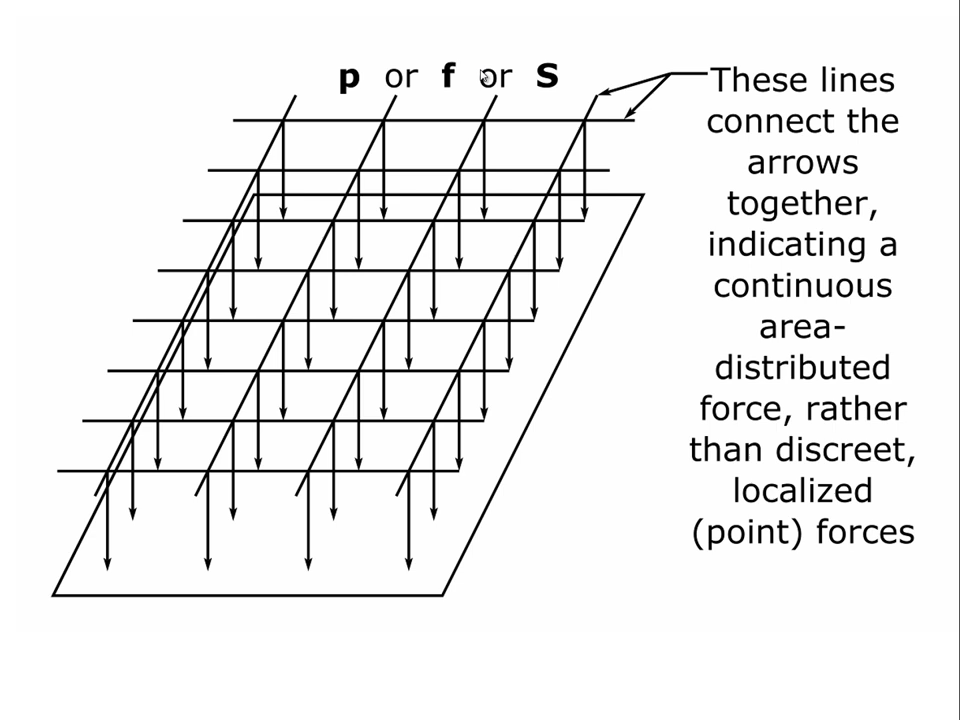 p or f or S
These lines
connect the
arrows
together,
indicating a
continuous
area-
distributed
force, rather
than discreet,
localized
(point) forces